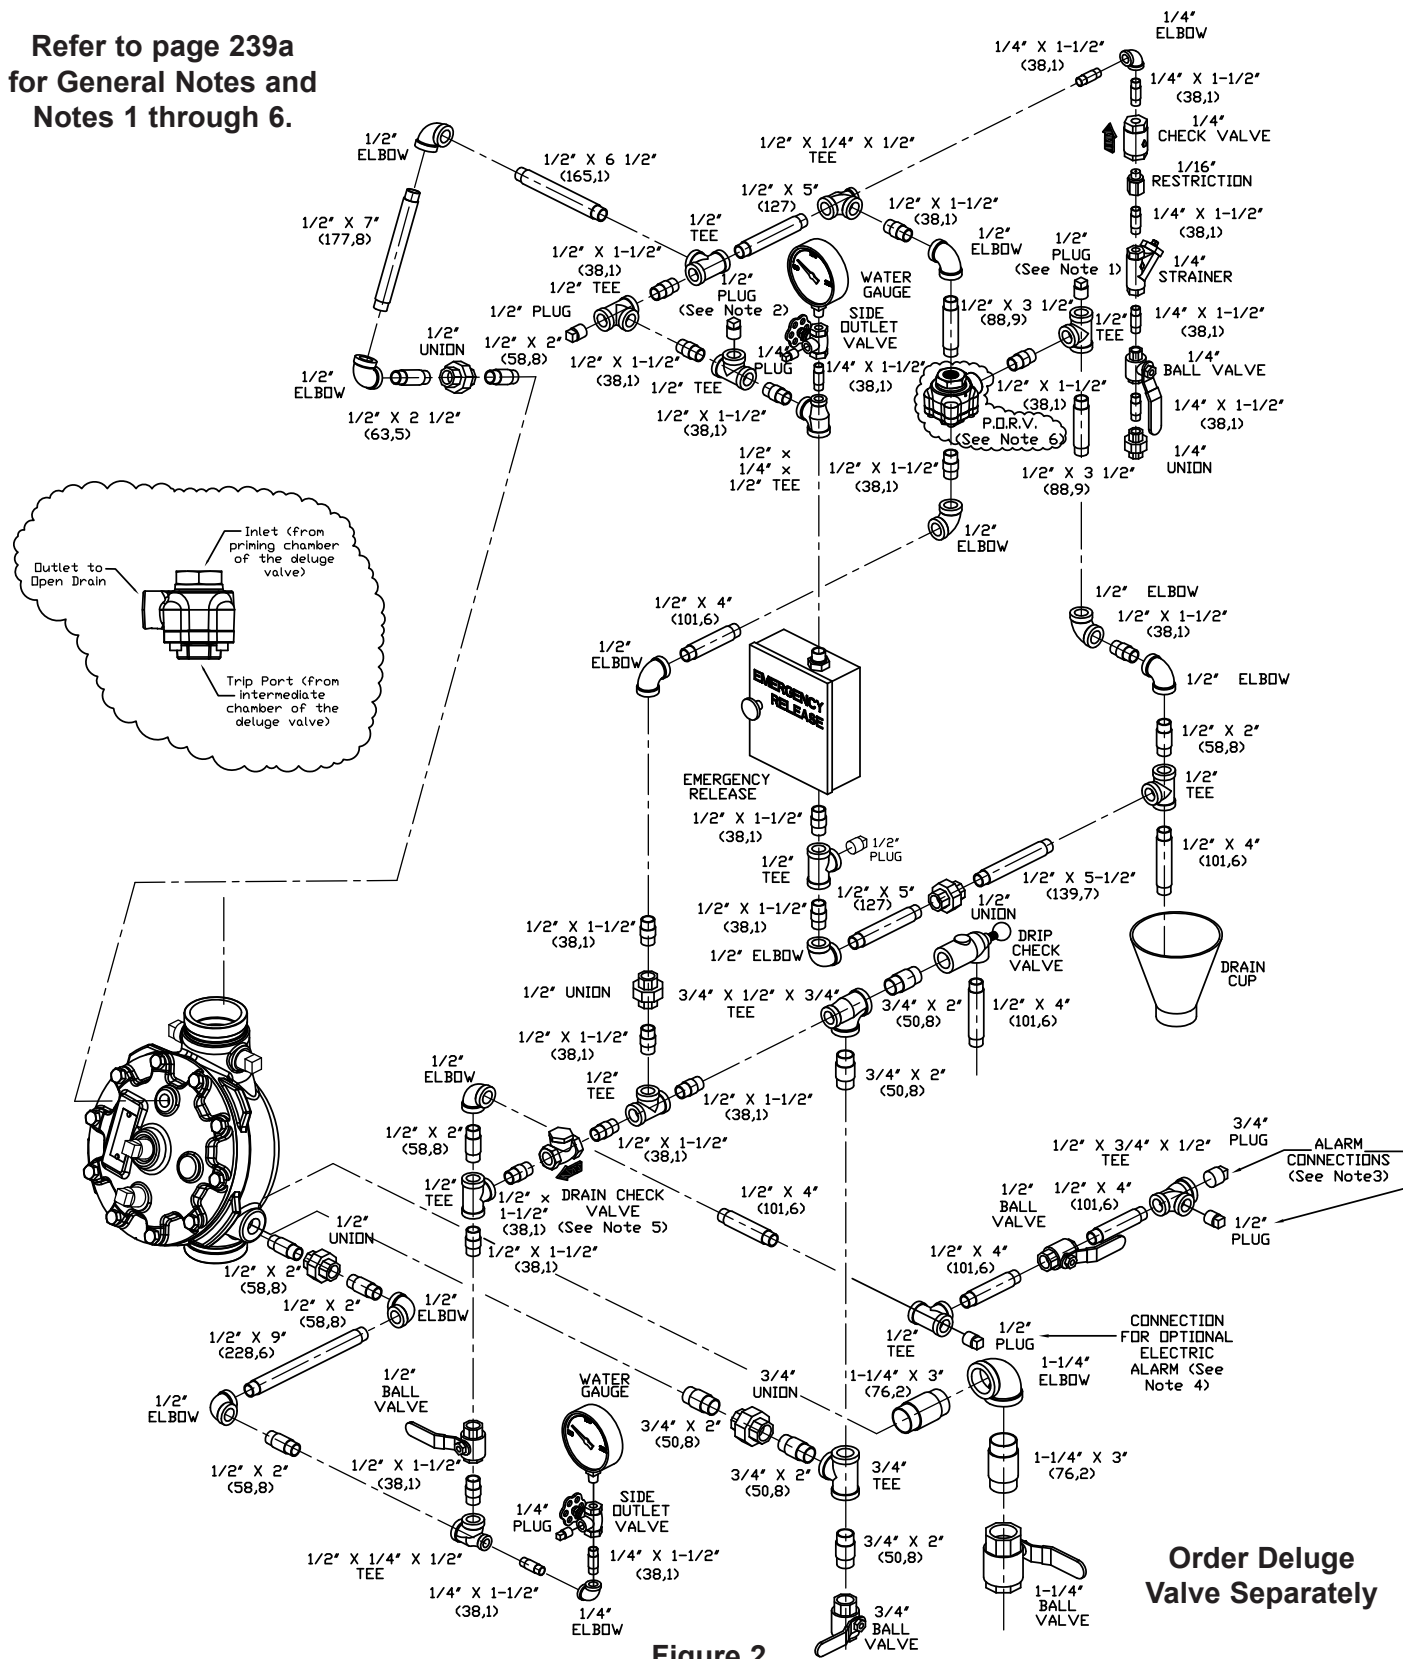 Refer to page 239a
for General Notes and
Notes 1 through 6.
1/4″
ELBOW
1/4″ X 1-1/2″
(38,1)
1/4″ X 1-1/2″
(38,1)
1/4″
CHECK VALVE
1/16″
RESTRICTION
1/4″ X 1-1/2″
(38,1)
1/4″
STRAINER
1/4″ X 1-1/2″
(38,1)
1/4″
BALL VALVE
1/4″ X 1-1/2″
(38,1)
1/4″
UNION
1/2″
ELBOW
1/2″ X 6 1/2″
(165,1)
1/2″ X 7″
(177,8)
1/2″ X 1/4″ X 1/2″
TEE
1/2″ X 5″
(127)
1/2″
TEE
1/2″ X 1-1/2″
(38,1)
1/2″
ELBOW
1/2″
PLUG
(See Note 1)
1/2″ X 1-1/2″
(38,1)
1/2″ TEE
1/2″ PLUG
1/2″
PLUG
(See Note 2)
WATER
GAUGE
SIDE
OUTLET
VALVE
1/2″ X 3 1/2″
(88,9)
1/2″
TEE
1/2″
UNION
1/2″ X 2″
(58,8)
1/2″ X 1-1/2″
(38,1)
1/4″
PLUG
1/4″ X 1-1/2″
(38,1)
1/2″
ELBOW
1/2″ TEE
1/2″ X 1-1/2″
(38,1)
1/2″ X 1-1/2″
(38,1)
P.O.R.V.
(See Note 6)
1/2″ X 2 1/2″
(63,5)
1/2″ x
1/4″ x
1/2″ TEE
1/2″ X 1-1/2″
(38,1)
1/2″ X 3 1/2″
(88,9)
1/2″
ELBOW
Inlet (from
priming chamber
of the deluge
valve)
Outlet to
Open Drain
Trip Port (from
intermediate
chamber of the
deluge valve)
1/2″ X 4″
(101,6)
1/2″
ELBOW
1/2″ ELBOW
1/2″ X 1-1/2″
(38,1)
1/2″ ELBOW
1/2″ X 2″
(58,8)
1/2″
TEE
1/2″ X 4″
(101,6)
EMERGENCY
RELEASE
EMERGENCY
RELEASE
1/2″ X 1-1/2″
(38,1)
1/2″
PLUG
1/2″
TEE
1/2″ X 5″
(127)
1/2″ X 5-1/2″
(139,7)
1/2″ X 1-1/2″
(38,1)
1/2″
UNION
1/2″ ELBOW
DRIP
CHECK
VALVE
DRAIN
CUP
1/2″ X 1-1/2″
(38,1)
1/2″ UNION
3/4″ X 1/2″ X 3/4″
TEE
3/4″ X 2″
(50,8)
1/2″ X 4″
(101,6)
1/2″ X 1-1/2″
(38,1)
1/2″
ELBOW
1/2″
TEE
3/4″ X 2″
(50,8)
1/2″ X 1-1/2″
(38,1)
1/2″ X 2″
(58,8)
1/2″ X 1-1/2″
(38,1)
1/2″
TEE
1/2″ x
1-1/2″
(38,1)
DRAIN CHECK
VALVE
(See Note 5)
1/2″ X 4″
(101,6)
1/2″ X 3/4″ X 1/2″
TEE
3/4″
PLUG
ALARM
CONNECTIONS
(See Note3)
1/2″ X 4″
(101,6)
1/2″
BALL
VALVE
1/2″
PLUG
1/2″ X 4″
(101,6)
1/2″
UNION
1/2″ X 1-1/2″
(38,1)
1/2″ X 2″
(58,8)
1/2″ X 2″
(58,8)
1/2″
ELBOW
1/2″ X 9″
(228,6)
1/2″
TEE
1/2″
PLUG
CONNECTION
FOR OPTIONAL
ELECTRIC
ALARM (See
Note 4)
1/2″
ELBOW
1/2″
BALL
VALVE
WATER
GAUGE
3/4″
UNION
1-1/4″ X 3″
(76,2)
1-1/4″
ELBOW
3/4″ X 2″
(50,8)
1/2″ X 2″
(58,8)
1/2″ X 1-1/2″
(38,1)
3/4″ X 2″
(50,8)
3/4″
TEE
1-1/4″ X 3″
(76,2)
1/4″
PLUG
SIDE
OUTLET
VALVE
1/2″ X 1/4″ X 1/2″
TEE
1/4″ X 1-1/2″
(38,1)
3/4″ X 2″
(50,8)
1/4″ X 1-1/2″
(38,1)
1/4″
ELBOW
3/4″
BALL
VALVE
1-1/4″
BALL
VALVE
Order Deluge
Valve Separately
Figure 2